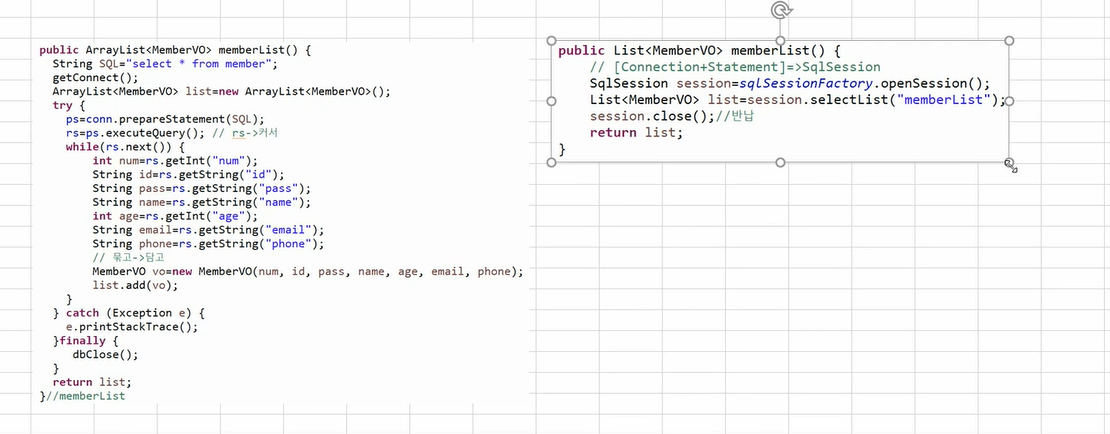 public ArrayList<MemberVO> memberList() {
String SQL="select * from member";
getConnect();
ArrayList<MemberVO> list=new ArrayList<MemberVO>();
try {
ps=conn.prepareStatement(SQL);
rs=ps.executeQuery(); // rs->커서
while(rs.next()) {
int num=rs.getInt("num");
String id=rs.getString("id");
String pass=rs.getString("pass");
String name=rs.getString("name");
int age=rs.getInt("age");
String email=rs.getString("email");
String phone=rs.getString("phone");
// 묶고->담고
MemberVO vo=new MemberVO(num, id, pass, name, age, email, phone);
list.add(vo);
}
} catch (Exception e) {
e.printStackTrace();
}finally {
dbClose();
}
return list;
}//memberList
public List<MemberVO> memberList() {
// [Connection+Statement]=>SqlSession
SqlSession session=sqlSessionFactory.openSession();
List<MemberVO> list=session.selectList("memberList");
session.close();//반납
return list;
}